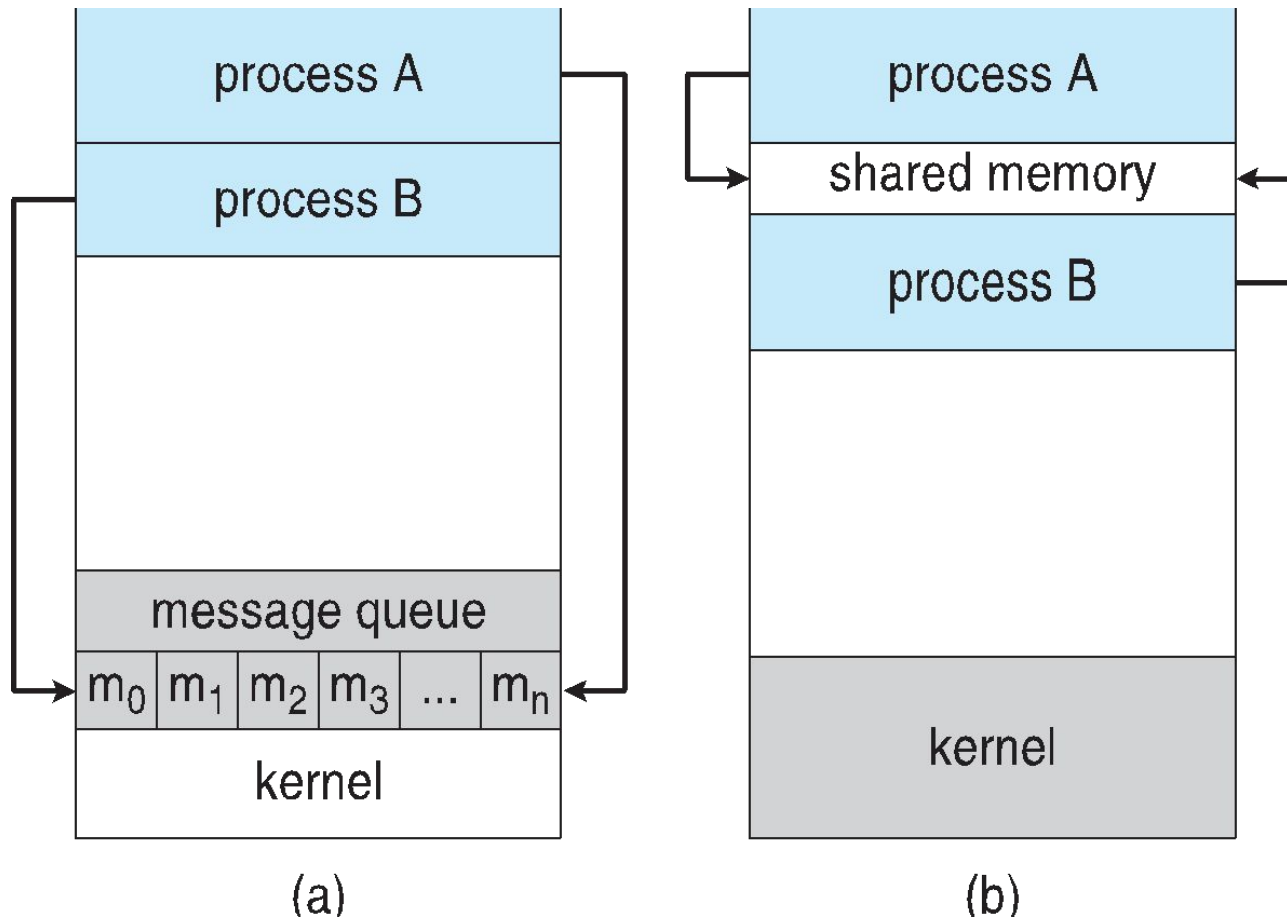 process A
process B
message queue
m0 m1 m2 m3 ... mn
kernel
(a)
process A
shared memory
process B
kernel
(b)